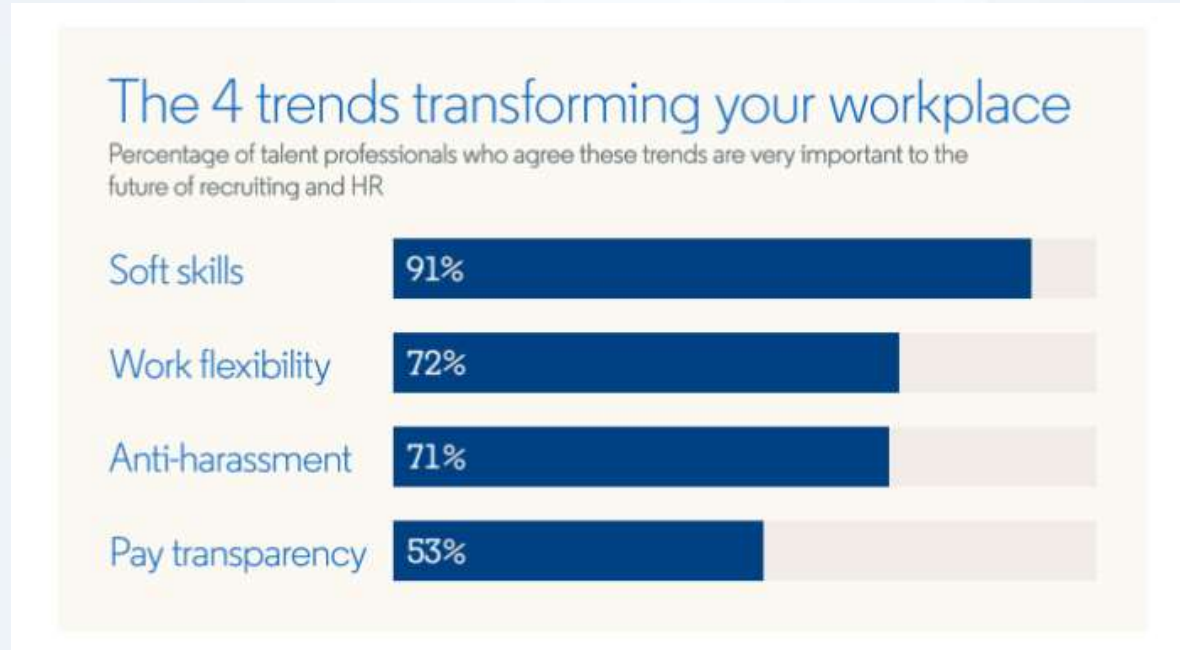 The 4 trends transforming your workplace
Percentage of talent professionals who agree these trends are very important to the
future of recruiting and HR
Soft skills 91%
Work flexibility 72%
Anti-harassment 71%
Pay transparency 53%